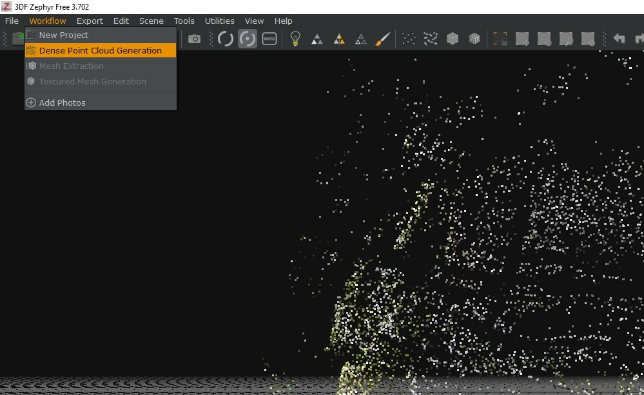 3DF Zephyr Free 3.702
File Workflow Export Edit Scene Tools Utilities View Help
New Project
Dense Point Cloud Generation
Mesh Extraction
Textured Mesh Generation
Add Photos